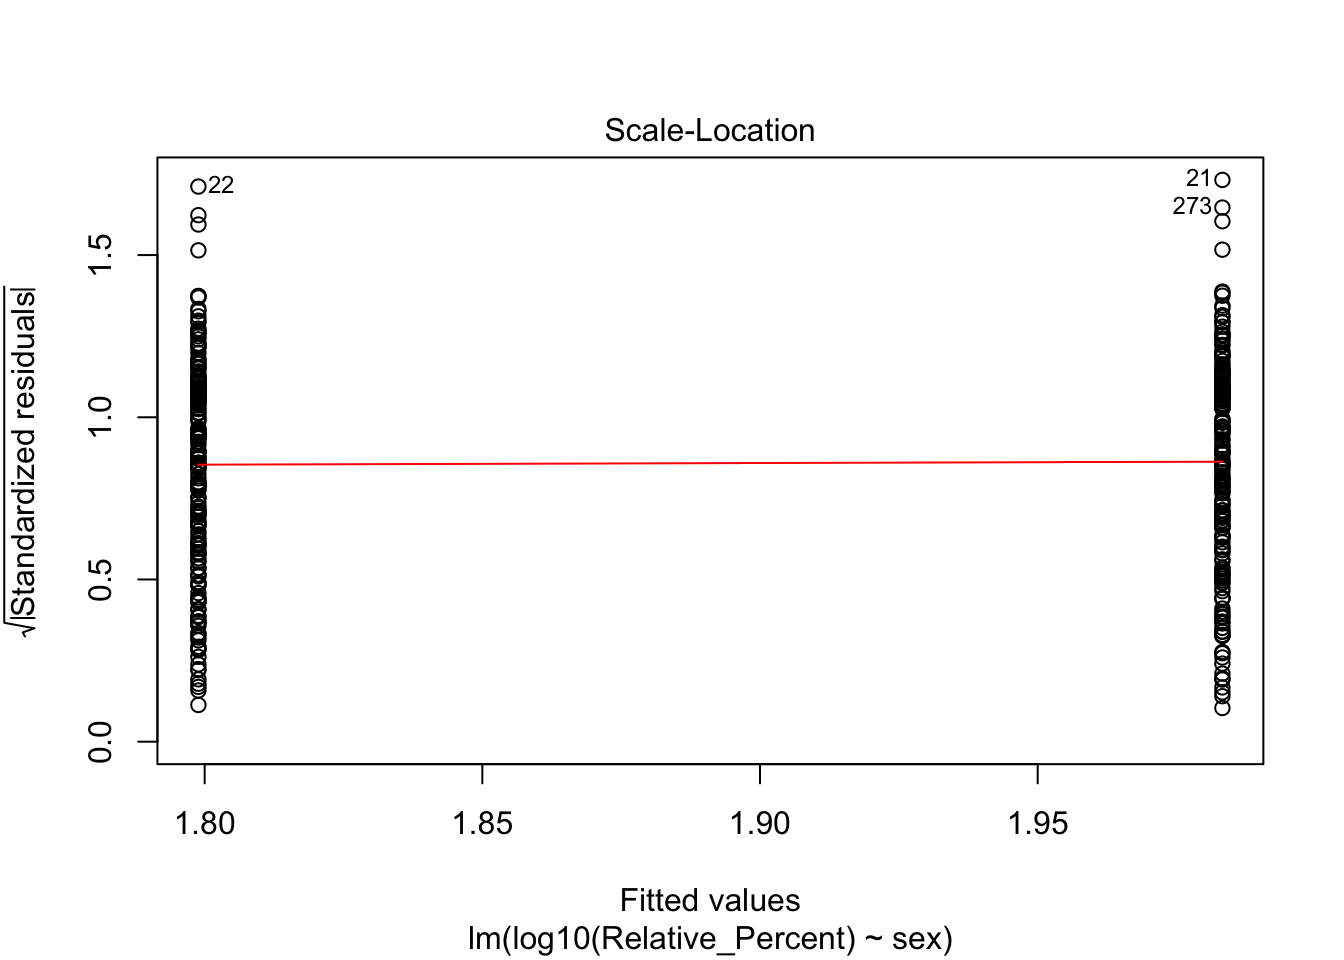 Scale-Location
22
21
273
√|Standardized residuals|
0.0 0.5 1.0 1.5
1.80 1.85 1.90 1.95
Fitted values
lm(log10(Relative_Percent) ~ sex)